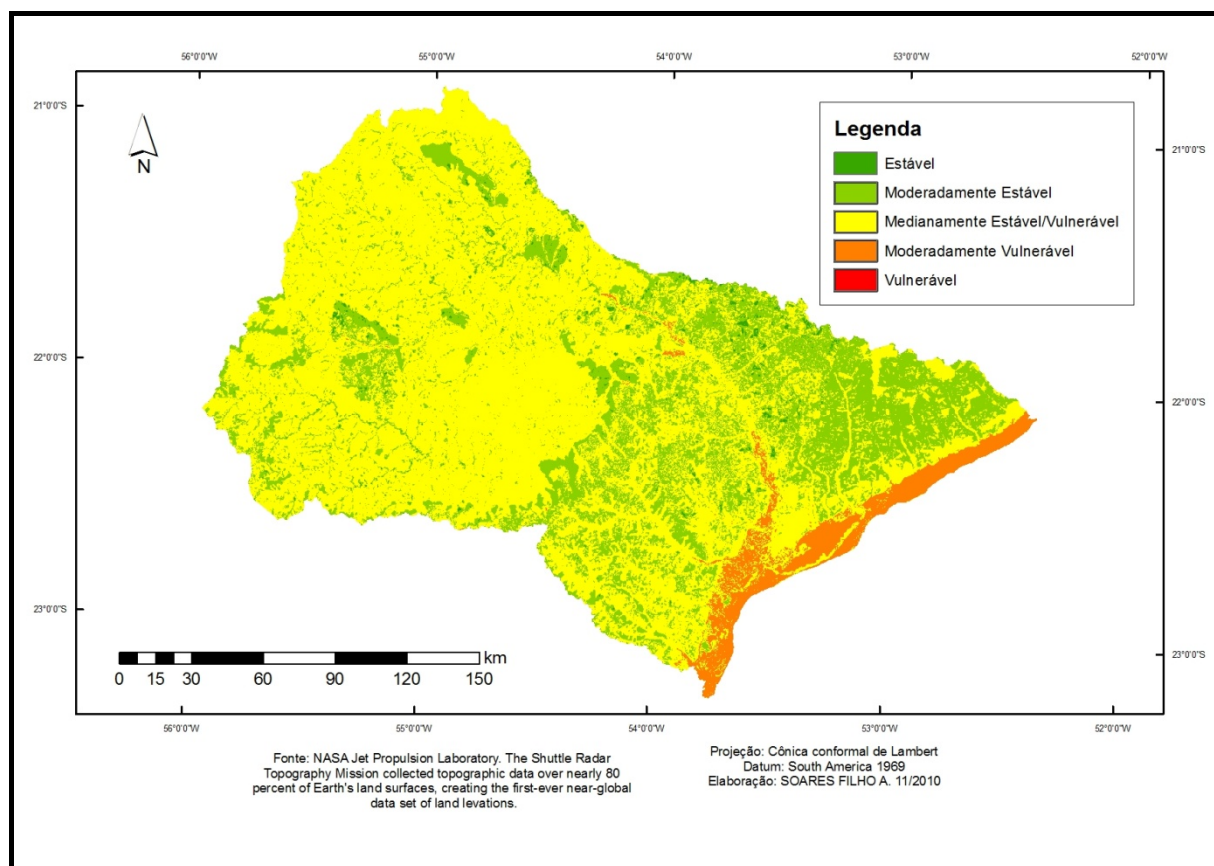 56°0'0"W 55°0'0"W 54°0'0"W 53°0'0"W 52°0'0"W
21°0'0"S
21°0'0"S
N
Legenda
Estável
Moderadamente Estável
Medianamente Estável/Vulnerável
Moderadamente Vulnerável
Vulnerável
22°0'0"S
22°0'0"S
23°0'0"S
23°0'0"S
km
0 15 30 60 90 120 150
56°0'0"W 55°0'0"W 54°0'0"W 53°0'0"W 52°0'0"W
Fonte: NASA Jet Propulsion Laboratory. The Shuttle Radar
Topography Mission collected topographic data over nearly 80
percent of Earth's land surfaces, creating the first-ever near-global
data set of land levations.
Projeção: Cônica conformal de Lambert
Datum: South America 1969
Elaboração: SOARES FILHO A. 11/2010